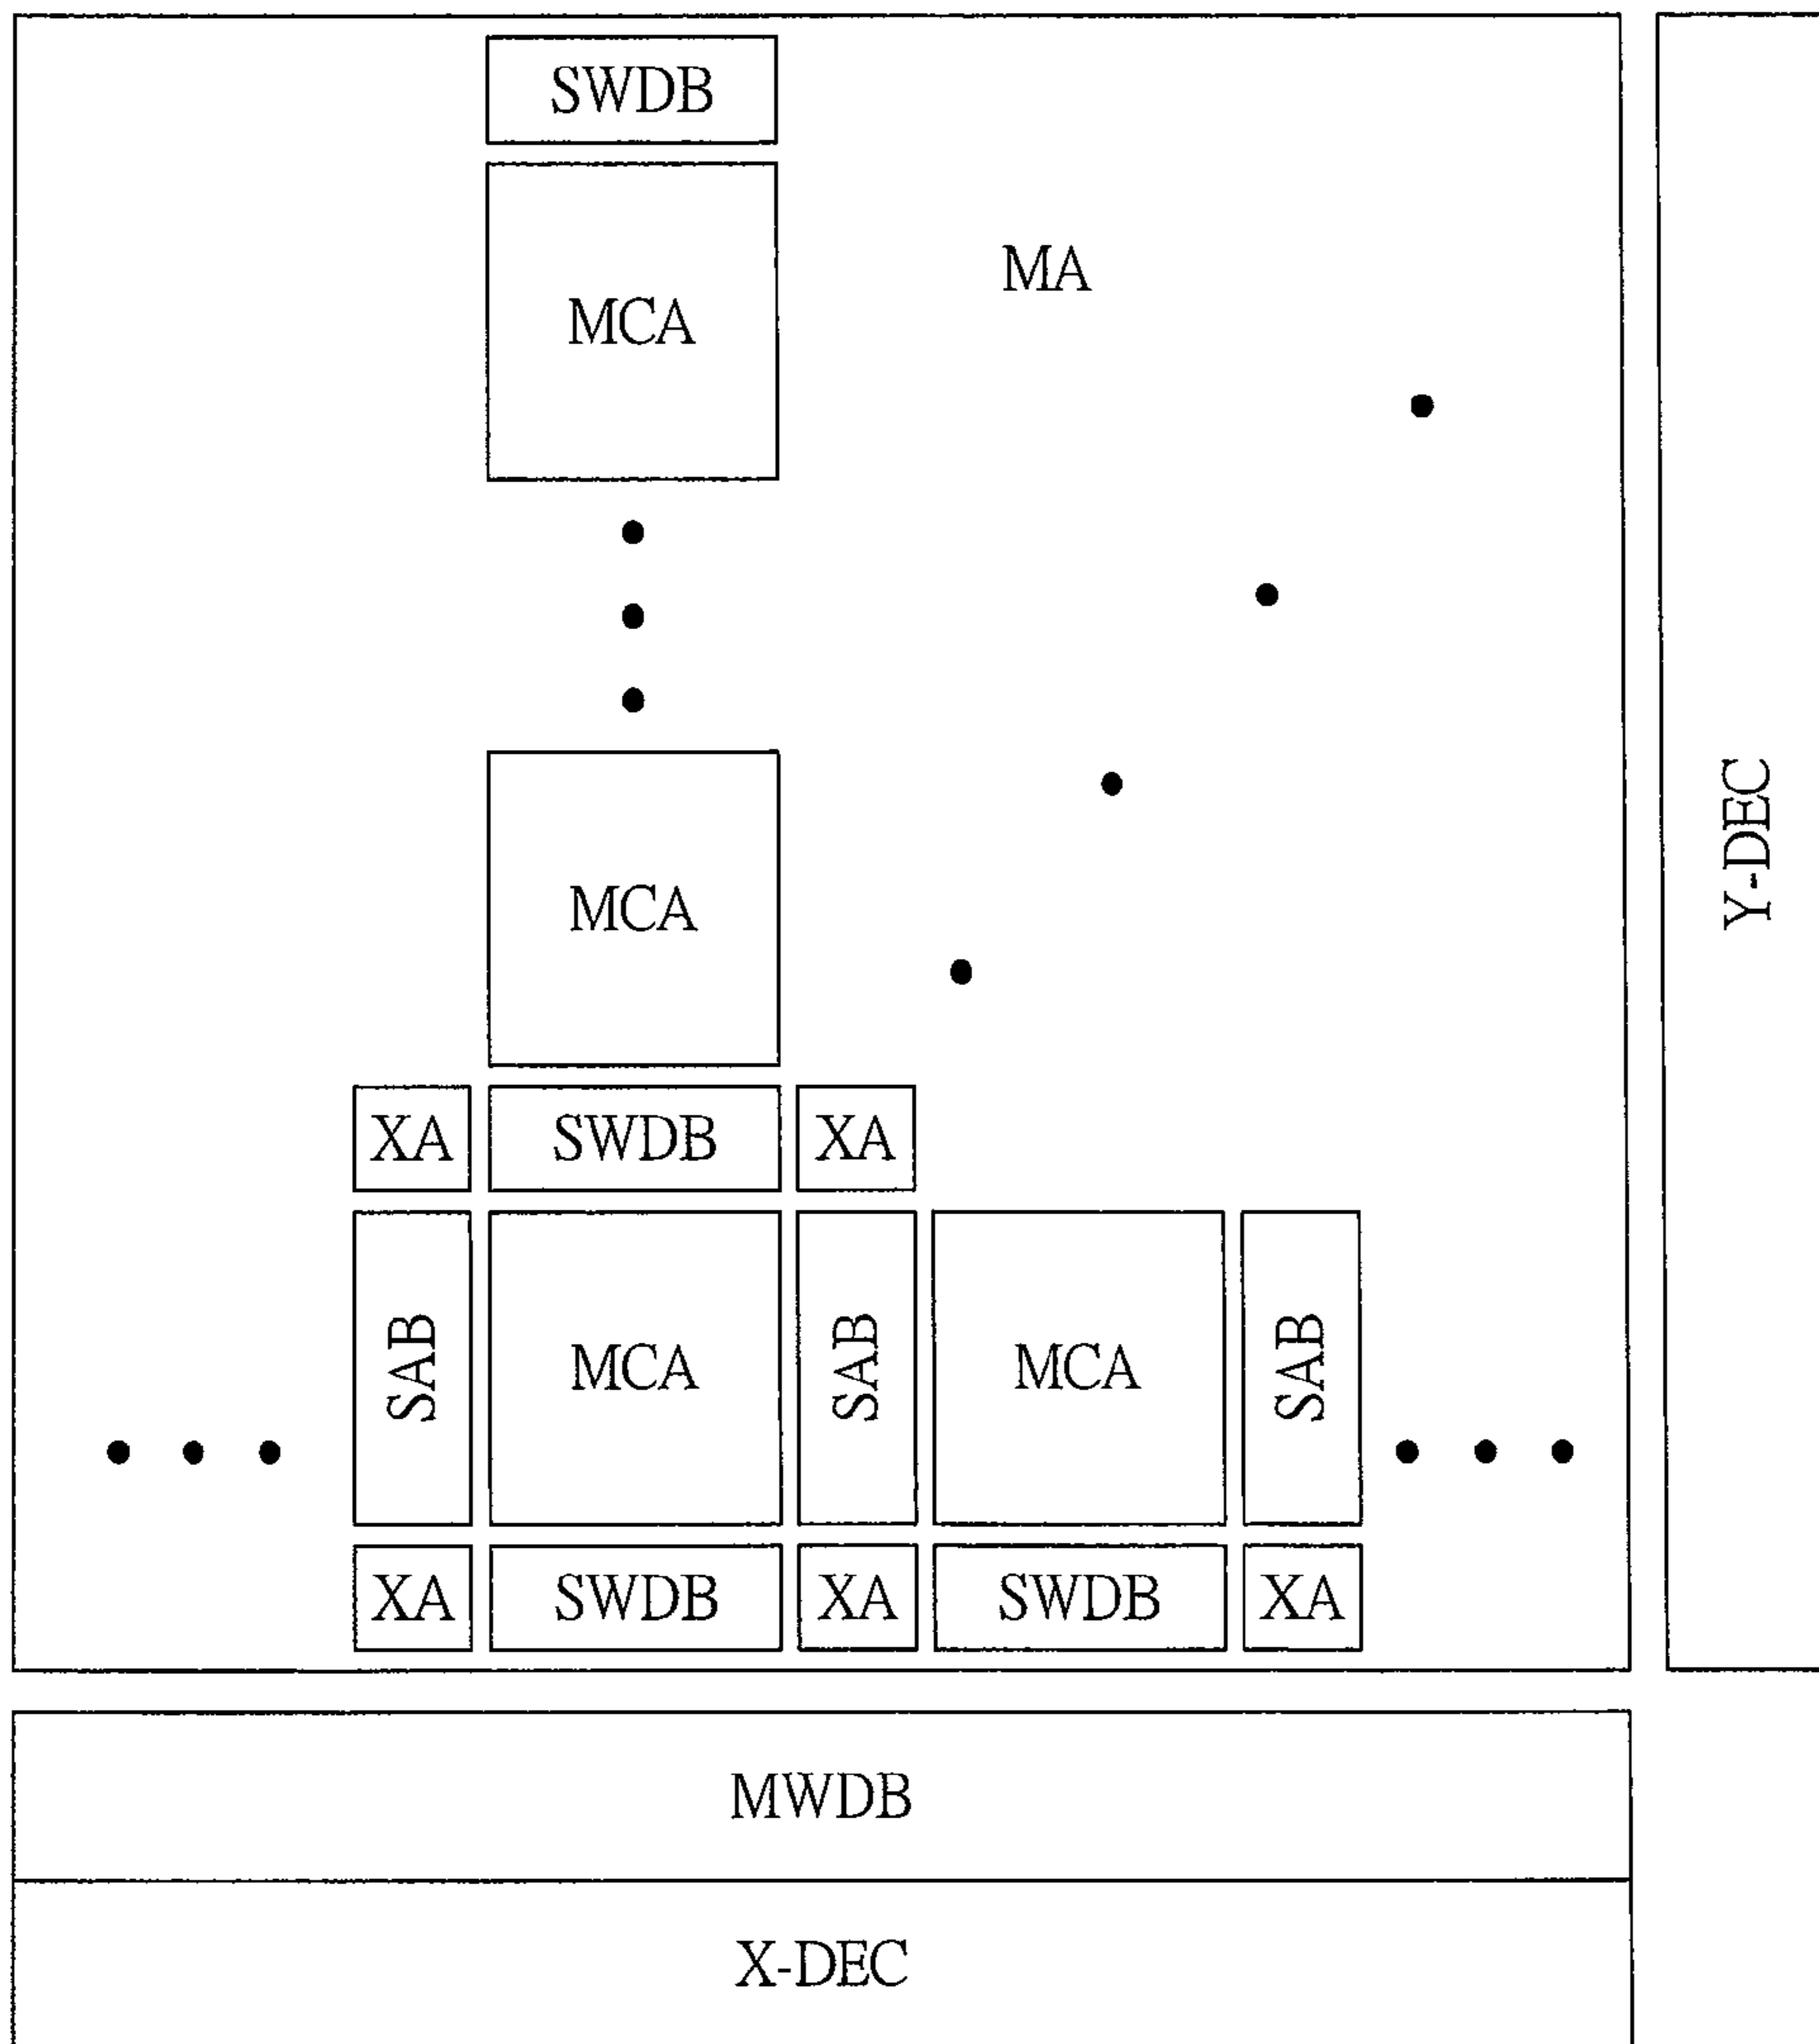 SWDB
MA
MCA
MCA
Y-DEC
XA SWDB XA
SAB MCA SAB MCA SAB
XA SWDB XA SWDB XA
MWDB
X-DEC